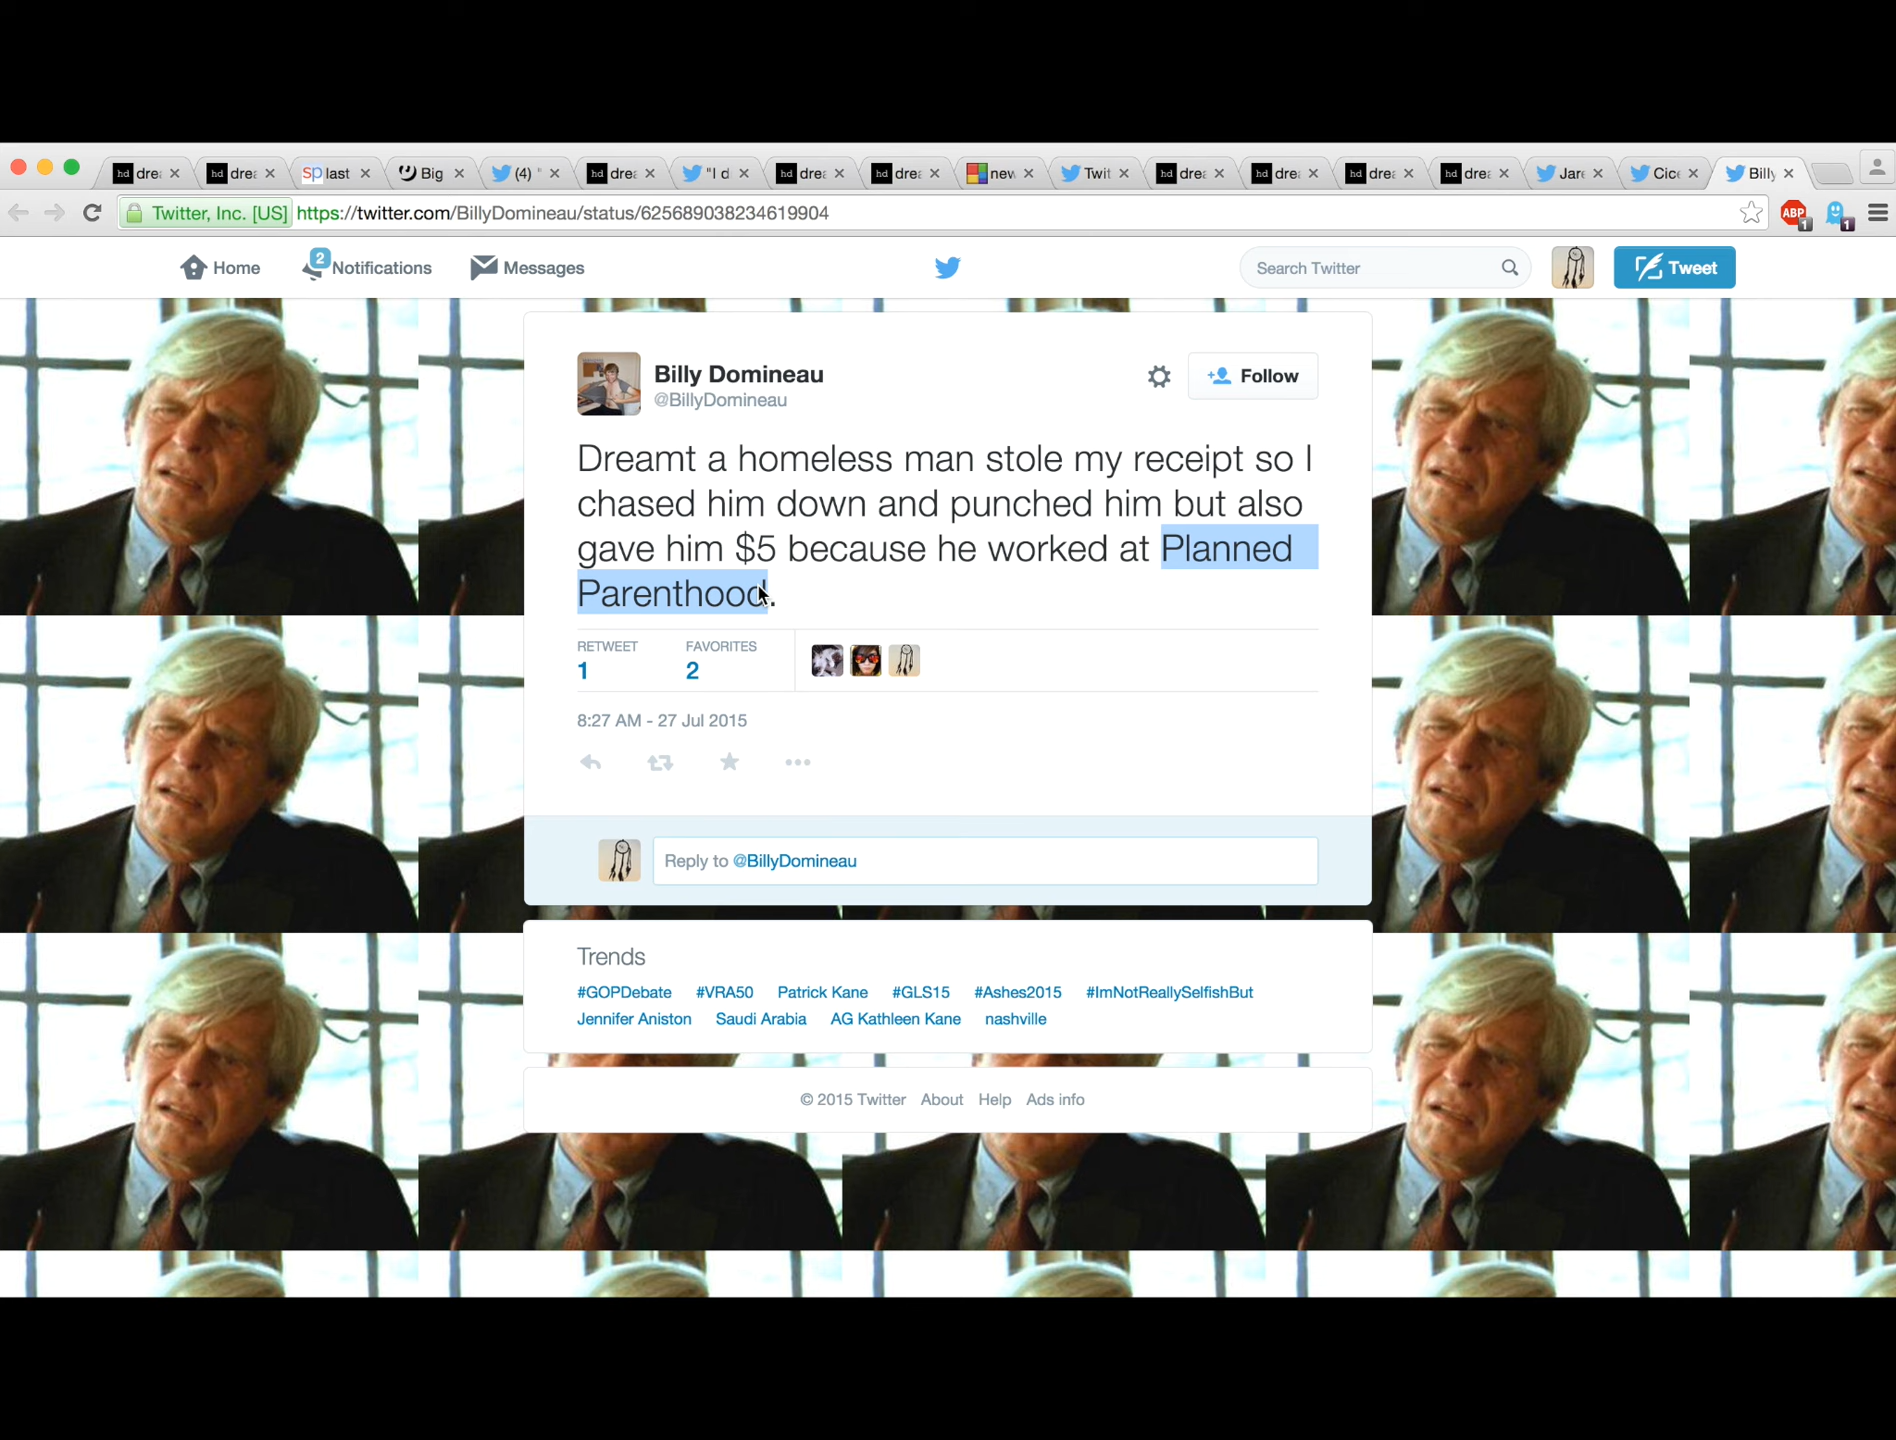 hd drea hd drea sp last Big (4) " hd drea "I d hd drea hd drea new Twit hd drea hd drea hd drea hd drea Jare Cice Billy
Twitter, Inc. [US] https://twitter.com/BillyDomineau/status/625689038234619904 ABP 1 1
Home 2 Notifications Messages Search Twitter Tweet
Billy Domineau
@BillyDomineau
Follow
Dreamt a homeless man stole my receipt so I
chased him down and punched him but also
gave him $5 because he worked at Planned
Parenthood.
RETWEET FAVORITES
1 2
8:27 AM - 27 Jul 2015
Reply to @BillyDomineau
Trends
#GOPDebate #VRA50 Patrick Kane #GLS15 #Ashes2015 #ImNotReallySelfishBut
Jennifer Aniston Saudi Arabia AG Kathleen Kane nashville
© 2015 Twitter About Help Ads info